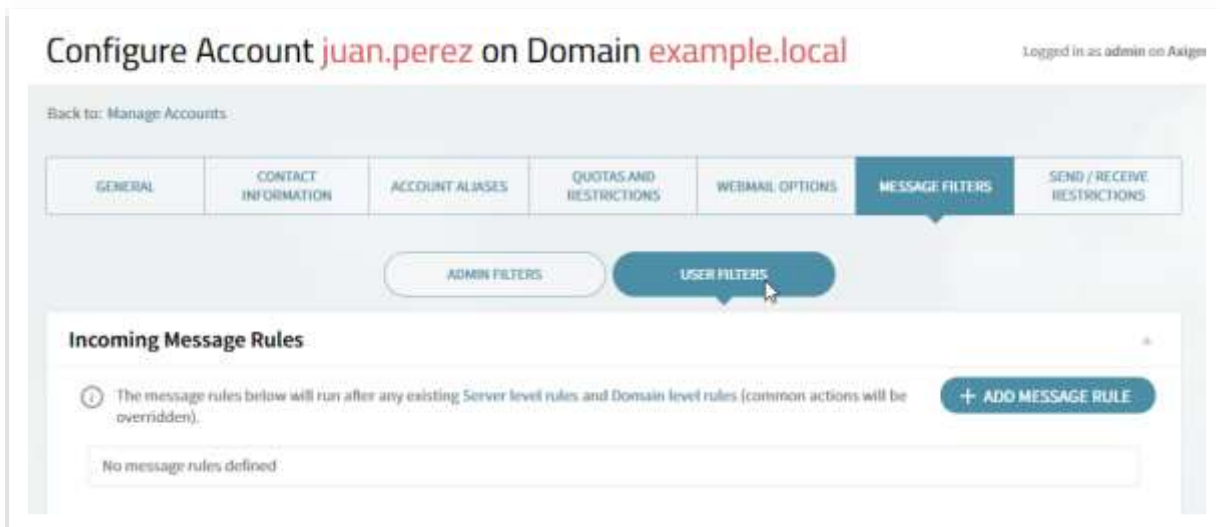 Configure Account juan.perez on Domain example.local
Logged in as admin on Axigen
Back to: Manage Accounts
GENERAL
CONTACT
INFORMATION
ACCOUNT ALIASES
QUOTAS AND
RESTRICTIONS
WEBMAIL OPTIONS
MESSAGE FILTERS
SEND / RECEIVE
RESTRICTIONS
ADMIN FILTERS
USER FILTERS
Incoming Message Rules
The message rules below will run after any existing Server level rules and Domain level rules (common actions will be
overridden).
+ ADD MESSAGE RULE
No message rules defined